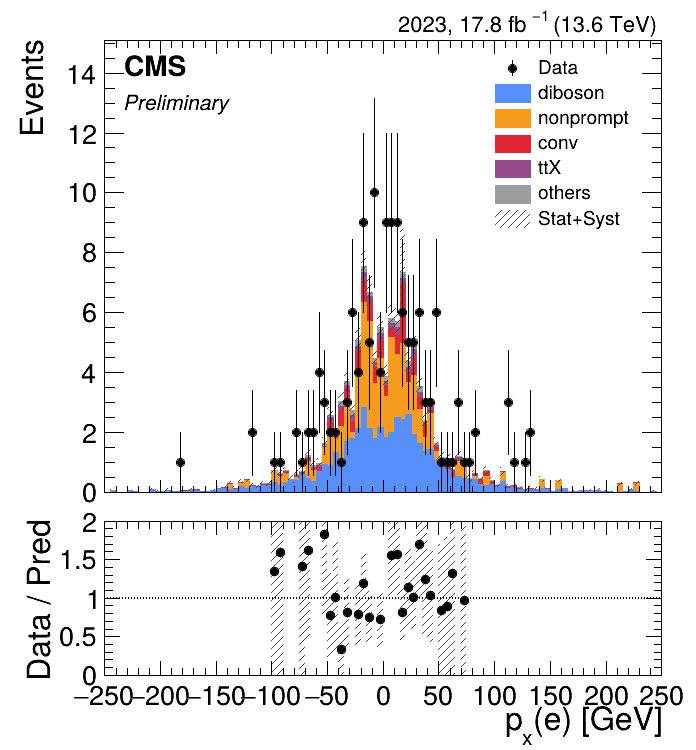 2023, 17.8 fb⁻¹ (13.6 TeV)
Events
CMS
Preliminary
Data
diboson
nonprompt
conv
ttX
others
Stat+Syst
14
12
10
8
6
4
2
0
Data / Pred
2
1.5
1
0.5
0
−250 −200 −150 −100 −50 0 50 100 150 200 250
pₓ(e) [GeV]